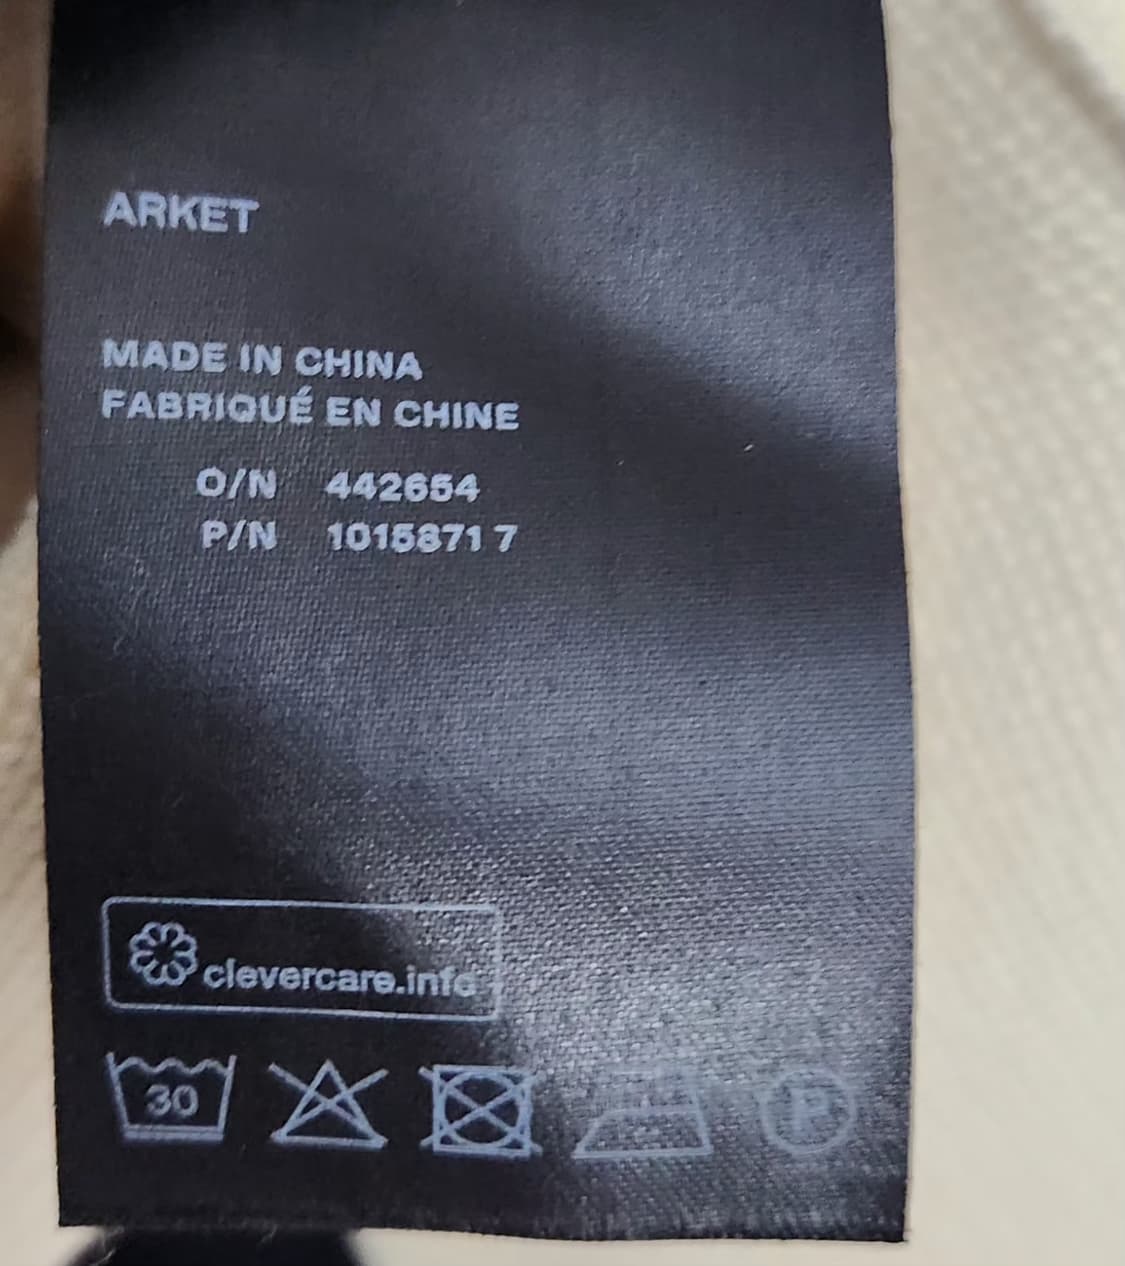 ARKET
MADE IN CHINA
FABRIQUÉ EN CHINE
O/N 442654
P/N 1015871 7
clevercare.info
30
P